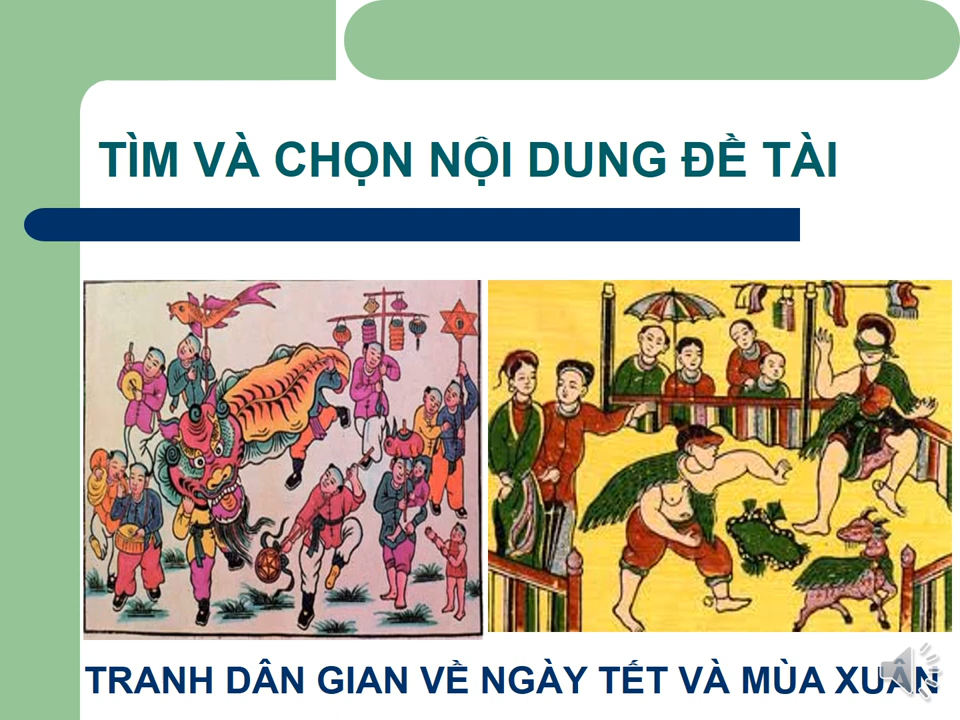 TÌM VÀ CHỌN NỘI DUNG ĐỀ TÀI
TRANH DÂN GIAN VỀ NGÀY TẾT VÀ MÙA XUÂN